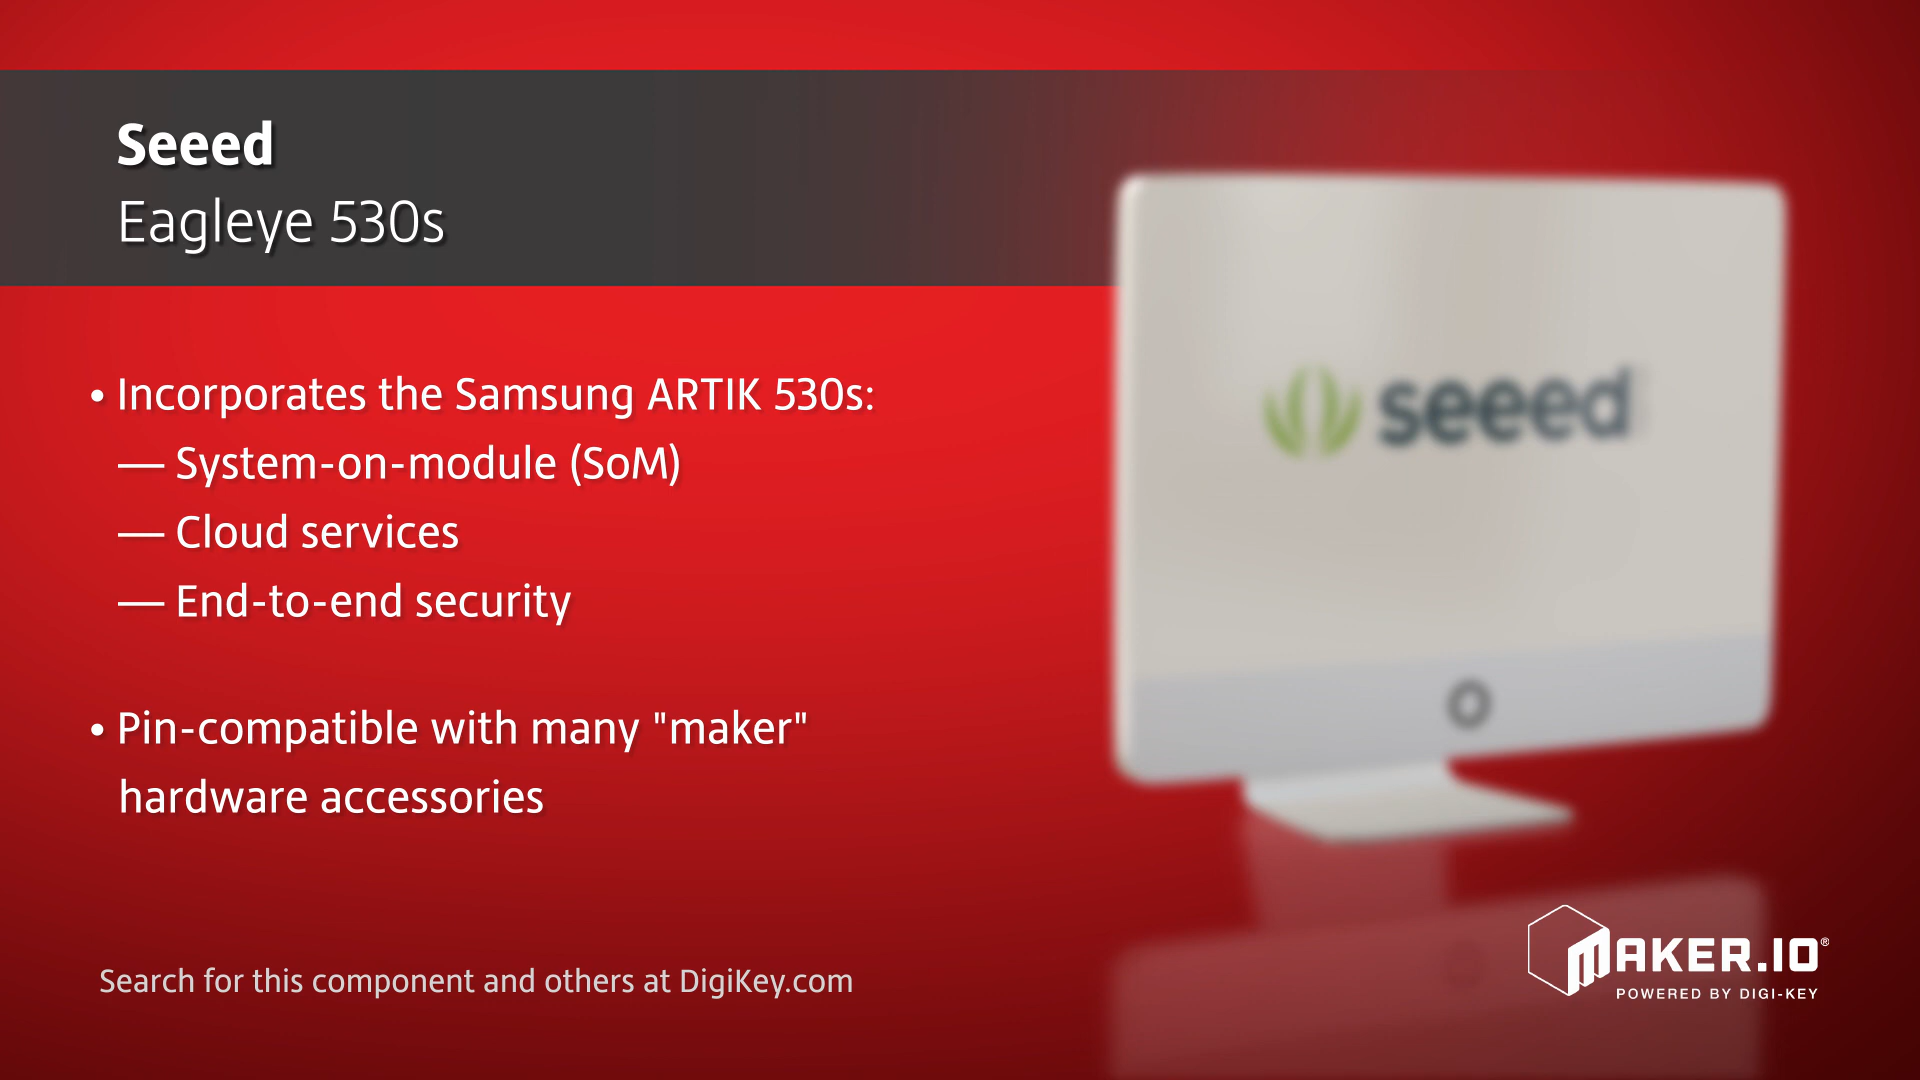 Seeed
Eagleye 530s
• Incorporates the Samsung ARTIK 530s:
— System-on-module (SoM)
— Cloud services
— End-to-end security
• Pin-compatible with many "maker"
hardware accessories
seeed
Search for this component and others at DigiKey.com
MAKER.IO®
POWERED BY DIGI-KEY